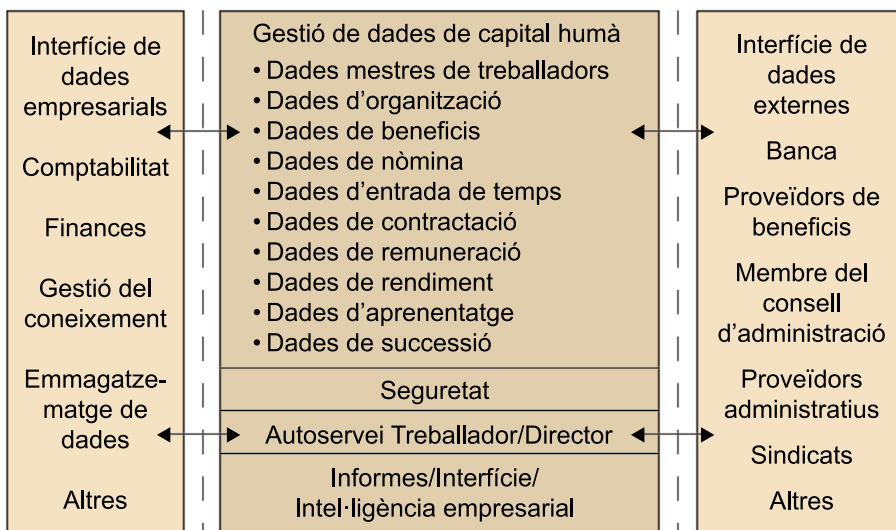 Interfície de
dades
empresarials
Comptabilitat
Finances
Gestió del
coneixement
Emmagatze-
matge de
dades
Altres
Gestió de dades de capital humà
• Dades mestres de treballadors
• Dades d’organització
• Dades de beneficis
• Dades de nòmina
• Dades d’entrada de temps
• Dades de contractació
• Dades de remuneració
• Dades de rendiment
• Dades d’aprenentatge
• Dades de successió
Seguretat
Autoservei Treballador/Director
Informes/Interfície/
Intel·ligència empresarial
Interfície de
dades
externes
Banca
Proveïdors de
beneficis
Membre del
consell
d’administració
Proveïdors
administratius
Sindicats
Altres